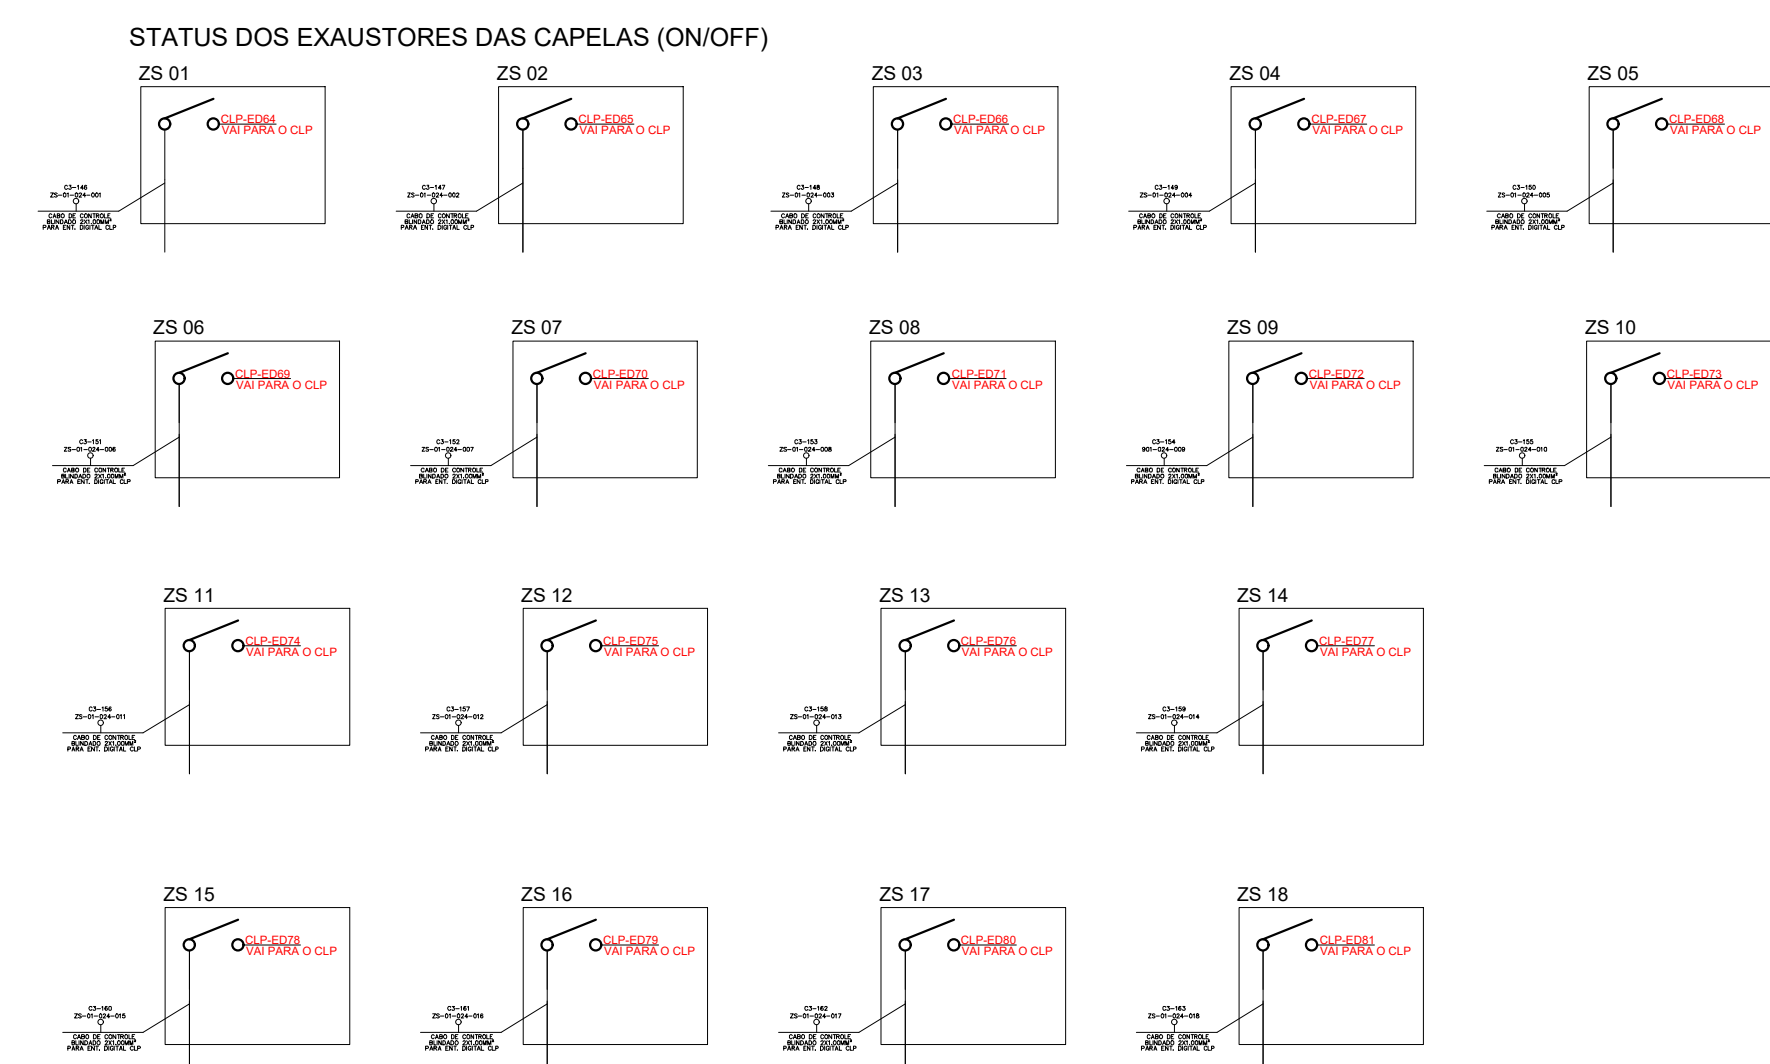 STATUS DOS EXAUSTORES DAS CAPELAS (ON/OFF)
ZS 01
CLP-ED64
VAI PARA O CLP
C3-146
ZS-01-024-001
CABO DE CONTROLE
BLINDADO 2X1,00MM²
PARA ENT. DIGITAL CLP
ZS 02
CLP-ED65
VAI PARA O CLP
C3-147
ZS-01-024-002
CABO DE CONTROLE
BLINDADO 2X1,00MM²
PARA ENT. DIGITAL CLP
ZS 03
CLP-ED66
VAI PARA O CLP
C3-148
ZS-01-024-003
CABO DE CONTROLE
BLINDADO 2X1,00MM²
PARA ENT. DIGITAL CLP
ZS 04
CLP-ED67
VAI PARA O CLP
C3-149
ZS-01-024-004
CABO DE CONTROLE
BLINDADO 2X1,00MM²
PARA ENT. DIGITAL CLP
ZS 05
CLP-ED68
VAI PARA O CLP
C3-150
ZS-01-024-005
CABO DE CONTROLE
BLINDADO 2X1,00MM²
PARA ENT. DIGITAL CLP
ZS 06
CLP-ED69
VAI PARA O CLP
C3-151
ZS-01-024-006
CABO DE CONTROLE
BLINDADO 2X1,00MM²
PARA ENT. DIGITAL CLP
ZS 07
CLP-ED70
VAI PARA O CLP
C3-152
ZS-01-024-007
CABO DE CONTROLE
BLINDADO 2X1,00MM²
PARA ENT. DIGITAL CLP
ZS 08
CLP-ED71
VAI PARA O CLP
C3-153
ZS-01-024-008
CABO DE CONTROLE
BLINDADO 2X1,00MM²
PARA ENT. DIGITAL CLP
ZS 09
CLP-ED72
VAI PARA O CLP
C3-154
901-024-009
CABO DE CONTROLE
BLINDADO 2X1,00MM²
PARA ENT. DIGITAL CLP
ZS 10
CLP-ED73
VAI PARA O CLP
C3-155
ZS-01-024-010
CABO DE CONTROLE
BLINDADO 2X1,00MM²
PARA ENT. DIGITAL CLP
ZS 11
CLP-ED74
VAI PARA O CLP
C3-156
ZS-01-024-011
CABO DE CONTROLE
BLINDADO 2X1,00MM²
PARA ENT. DIGITAL CLP
ZS 12
CLP-ED75
VAI PARA O CLP
C3-157
ZS-01-024-012
CABO DE CONTROLE
BLINDADO 2X1,00MM²
PARA ENT. DIGITAL CLP
ZS 13
CLP-ED76
VAI PARA O CLP
C3-158
ZS-01-024-013
CABO DE CONTROLE
BLINDADO 2X1,00MM²
PARA ENT. DIGITAL CLP
ZS 14
CLP-ED77
VAI PARA O CLP
C3-159
ZS-01-024-014
CABO DE CONTROLE
BLINDADO 2X1,00MM²
PARA ENT. DIGITAL CLP
ZS 15
CLP-ED78
VAI PARA O CLP
C3-160
ZS-01-024-015
CABO DE CONTROLE
BLINDADO 2X1,00MM²
PARA ENT. DIGITAL CLP
ZS 16
CLP-ED79
VAI PARA O CLP
C3-161
ZS-01-024-016
CABO DE CONTROLE
BLINDADO 2X1,00MM²
PARA ENT. DIGITAL CLP
ZS 17
CLP-ED80
VAI PARA O CLP
C3-162
ZS-01-024-017
CABO DE CONTROLE
BLINDADO 2X1,00MM²
PARA ENT. DIGITAL CLP
ZS 18
CLP-ED81
VAI PARA O CLP
C3-163
ZS-01-024-018
CABO DE CONTROLE
BLINDADO 2X1,00MM²
PARA ENT. DIGITAL CLP